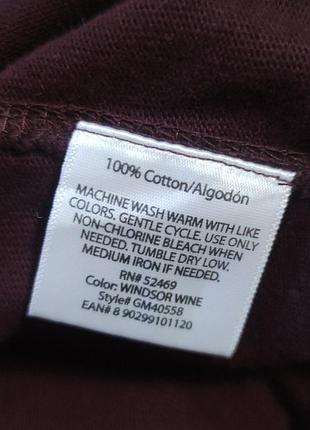 100% Cotton/Algodón
MACHINE WASH WARM WITH LIKE
COLORS. GENTLE CYCLE. USE ONLY
NON-CHLORINE BLEACH WHEN
NEEDED. TUMBLE DRY LOW.
MEDIUM IRON IF NEEDED.
RN# 52469
Color: WINDSOR WINE
Style# GM40558
EAN# 8 90299101120